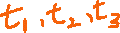 t₁, t₂, t₃